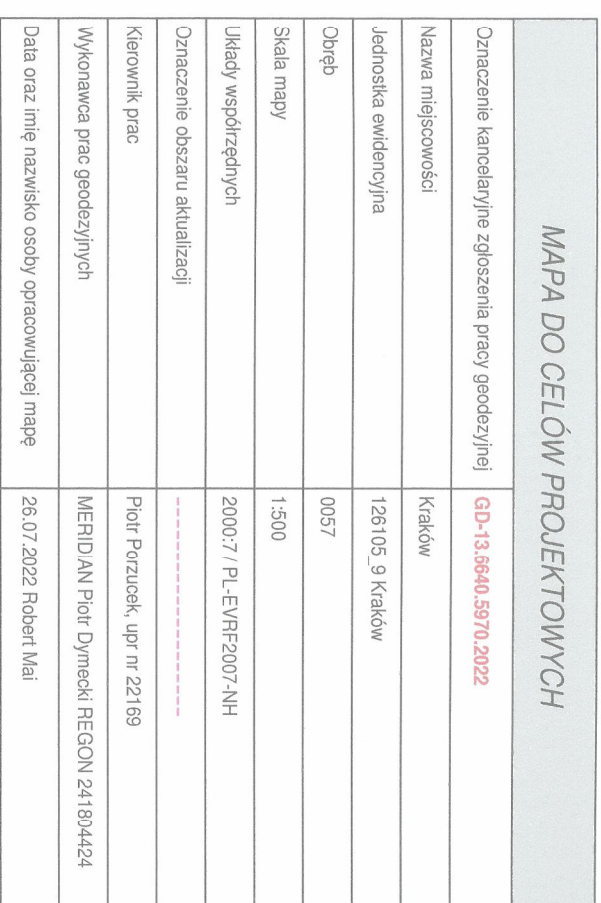 MAPA DO CELÓW PROJEKTOWYCH
Oznaczenie kancelaryjne zgłoszenia pracy geodezyjnej GD-13.6640.5970.2022
Nazwa miejscowości Kraków
Jednostka ewidencyjna 126105_9 Kraków
Obręb 0057
Skala mapy 1:500
Układy współrzędnych 2000:7 / PL-EVRF2007-NH
Oznaczenie obszaru aktualizacji
Kierownik prac Piotr Porzucek, upr nr 22169
Wykonawca prac geodezyjnych MERIDIAN Piotr Dymecki REGON 241804424
Data oraz imię nazwisko osoby opracowującej mapę 26.07.2022 Robert Mai